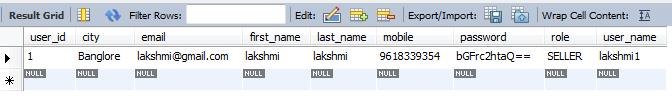 Result Grid Filter Rows: Edit: Export/Import: Wrap Cell Content:
user_id city email first_name last_name mobile password role user_name
1 Banglore lakshmi@gmail.com lakshmi lakshmi 9618339354 bGFrc2htaQ== SELLER lakshmi1
NULL NULL NULL NULL NULL NULL NULL NULL NULL